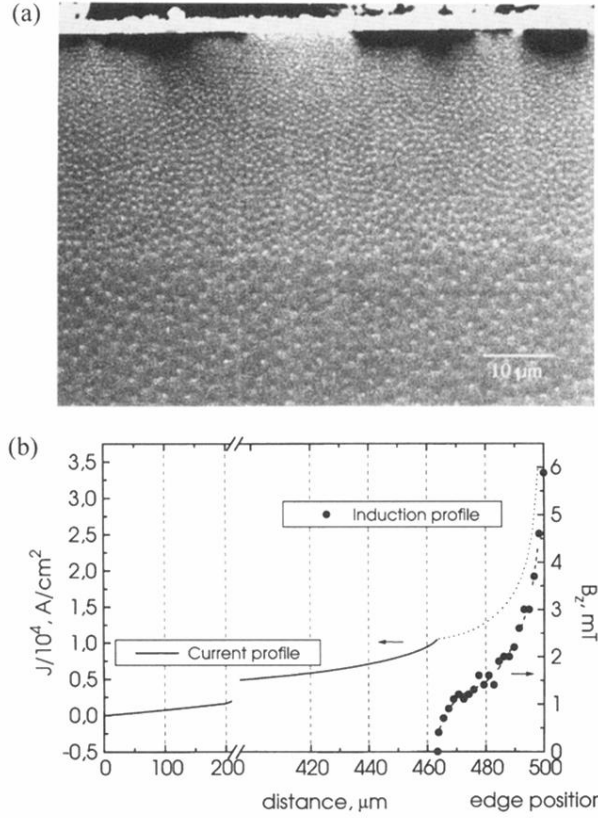 (a)
10 μm
(b)
3,5
3,0
2,5
2,0
1,5
1,0
0,5
0,0
-0,5
J/10⁴, A/cm²
Induction profile
Current profile
6
5
4
3
2
1
0
B_z, mT
0 100 200 420 440 460 480 500
distance, μm edge position